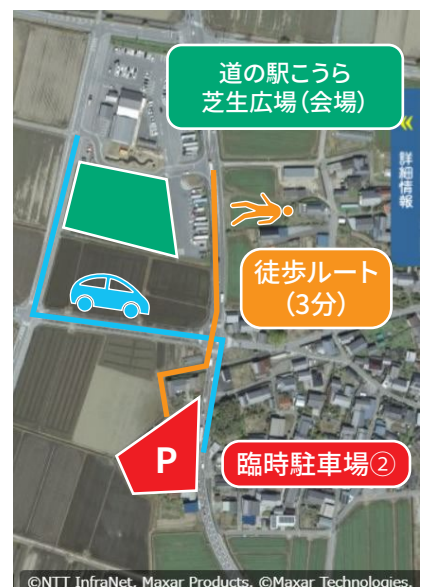 道の駅こうら
芝生広場（会場）
«
詳細情報
徒歩ルート
（3分）
P
臨時駐車場②
©NTT InfraNet, Maxar Products, ©Maxar Technologies.